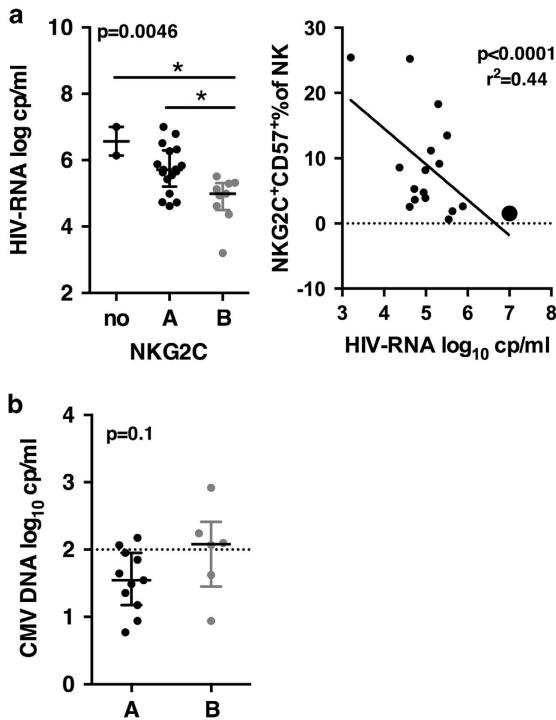 a
p=0.0046
*
*
HIV-RNA log cp/ml
10
8
6
4
2
no A B
NKG2C
p<0.0001
r²=0.44
NKG2C⁺CD57⁺%of NK
30
20
10
0
-10
3 4 5 6 7 8
HIV-RNA log₁₀ cp/ml
b
p=0.1
CMV DNA log₁₀ cp/ml
4
3
2
1
0
A B